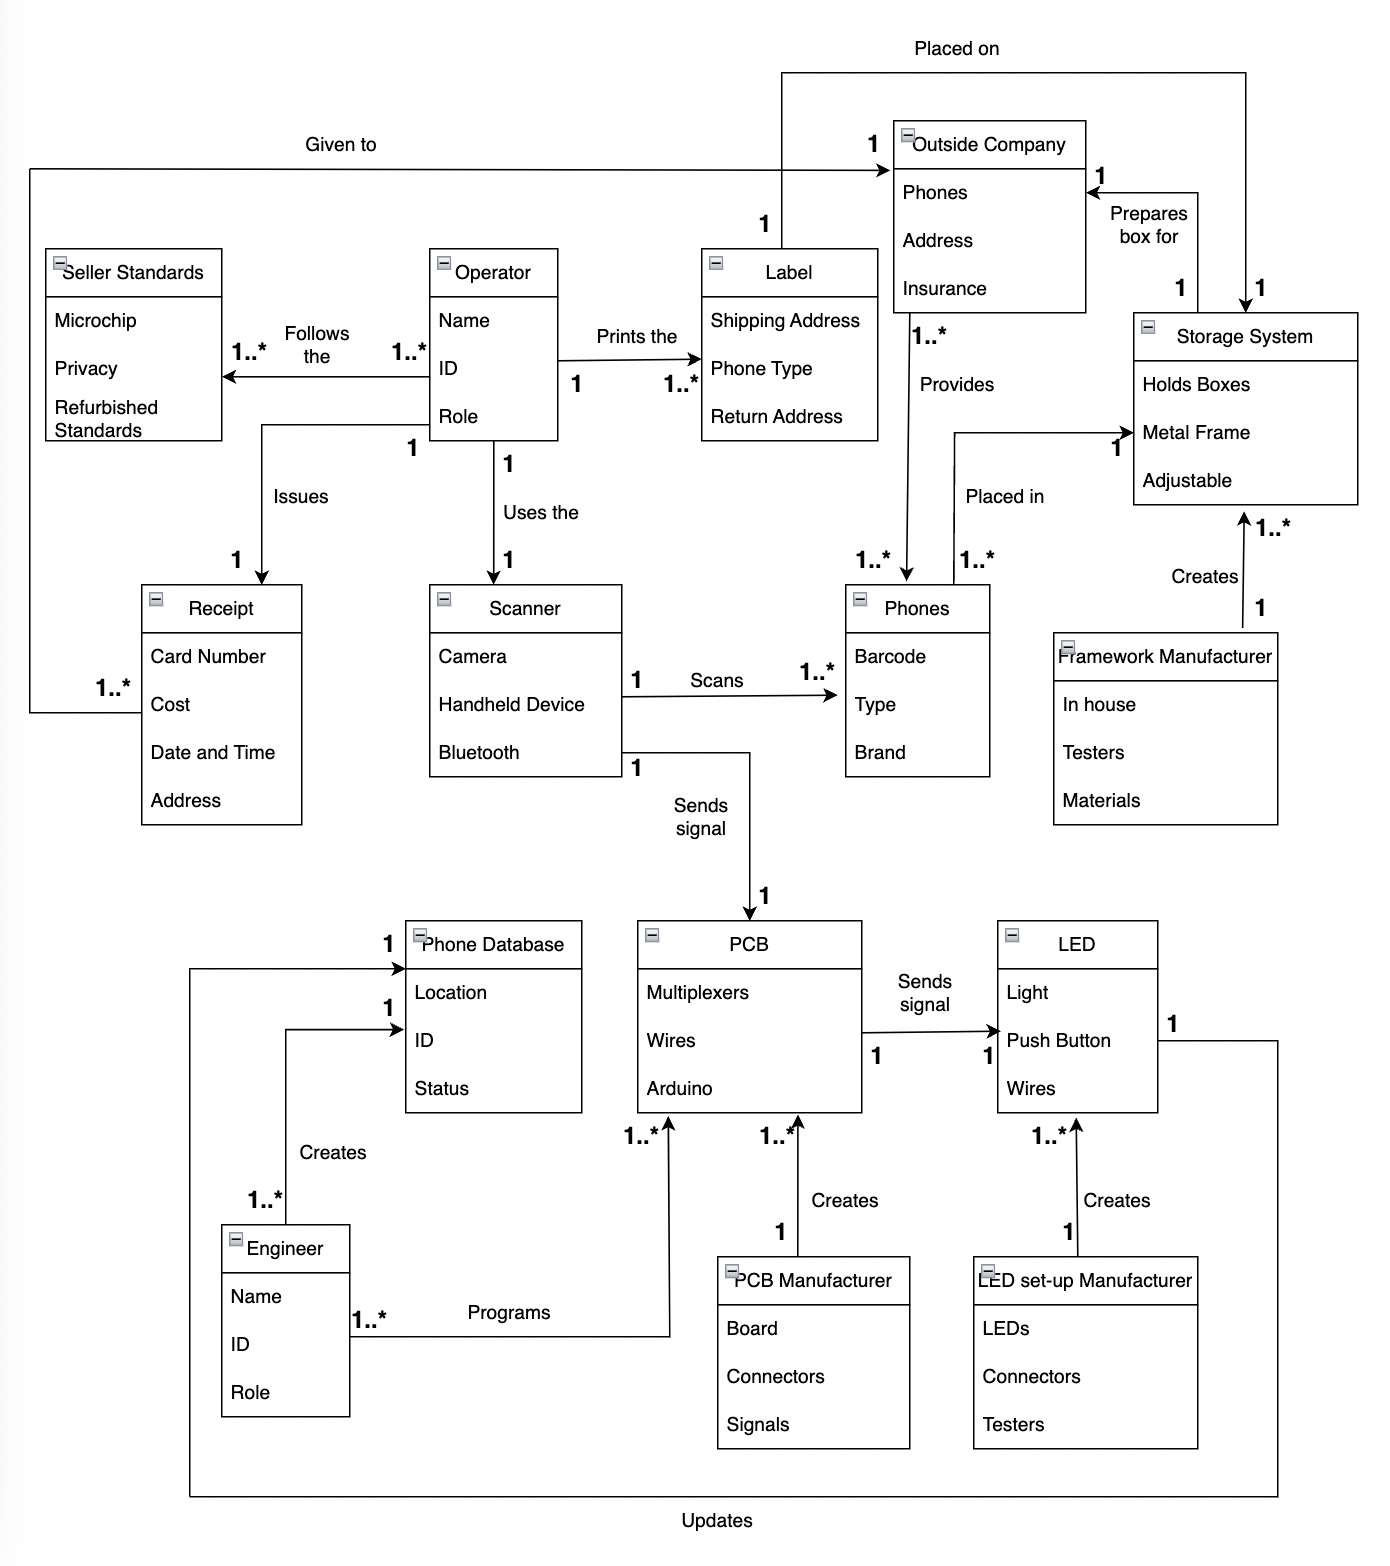 Placed on
Given to
1
Outside Company
Phones
Address
Insurance
1
Prepares
box for
1
1
1
Seller Standards
Microchip
Privacy
Refurbished
Standards
Follows
the
1..*
1..*
Operator
Name
ID
Role
Prints the
1
1..*
Label
Shipping Address
Phone Type
Return Address
1..*
Provides
1..*
Storage System
Holds Boxes
Metal Frame
Adjustable
1
Placed in
1..*
1
Issues
1
1
Uses the
1
1..*
Creates
1
Receipt
Card Number
Cost
Date and Time
Address
1..*
Scanner
Camera
Handheld Device
Bluetooth
1
Scans
1..*
Phones
Barcode
Type
Brand
Framework Manufacturer
In house
Testers
Materials
1
Sends
signal
1
1
Phone Database
Location
ID
Status
1
PCB
Multiplexers
Wires
Arduino
Sends
signal
1
1
LED
Light
Push Button
Wires
1
Creates
1..*
1..*
1..*
Creates
1
1..*
Creates
1
Engineer
Name
ID
Role
1..*
Programs
PCB Manufacturer
Board
Connectors
Signals
LED set-up Manufacturer
LEDs
Connectors
Testers
Updates